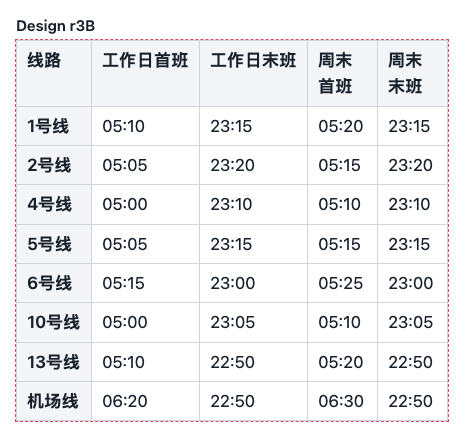 Design r3B
线路 工作日首班 工作日末班 周末首班 周末末班
1号线 05:10 23:15 05:20 23:15
2号线 05:05 23:20 05:15 23:20
4号线 05:00 23:10 05:10 23:10
5号线 05:05 23:15 05:15 23:15
6号线 05:15 23:00 05:25 23:00
10号线 05:00 23:05 05:10 23:05
13号线 05:10 22:50 05:20 22:50
机场线 06:20 22:50 06:30 22:50